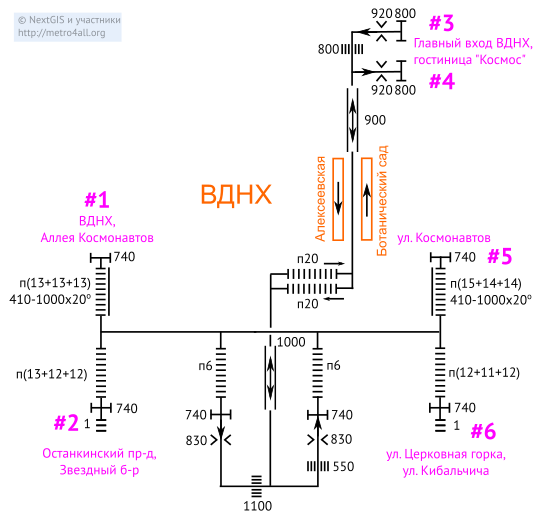 © NextGIS и участники
http://metro4all.org
920 800
#3
Главный вход ВДНХ,
гостиница "Космос"
800
920 800
#4
900
Алексеевская
Ботанический сад
ВДНХ
#1
ВДНХ,
Аллея Космонавтов
740
п(13+13+13)
410-1000x20°
ул. Космонавтов
740
#5
п(15+14+14)
410-1000x20°
п20
п20
1000
п6
п6
п(13+12+12)
п(12+11+12)
#2
740
1
740
830
740
830
740
1
#6
Останкинский пр-д,
Звездный б-р
ул. Церковная горка,
ул. Кибальчича
550
1100